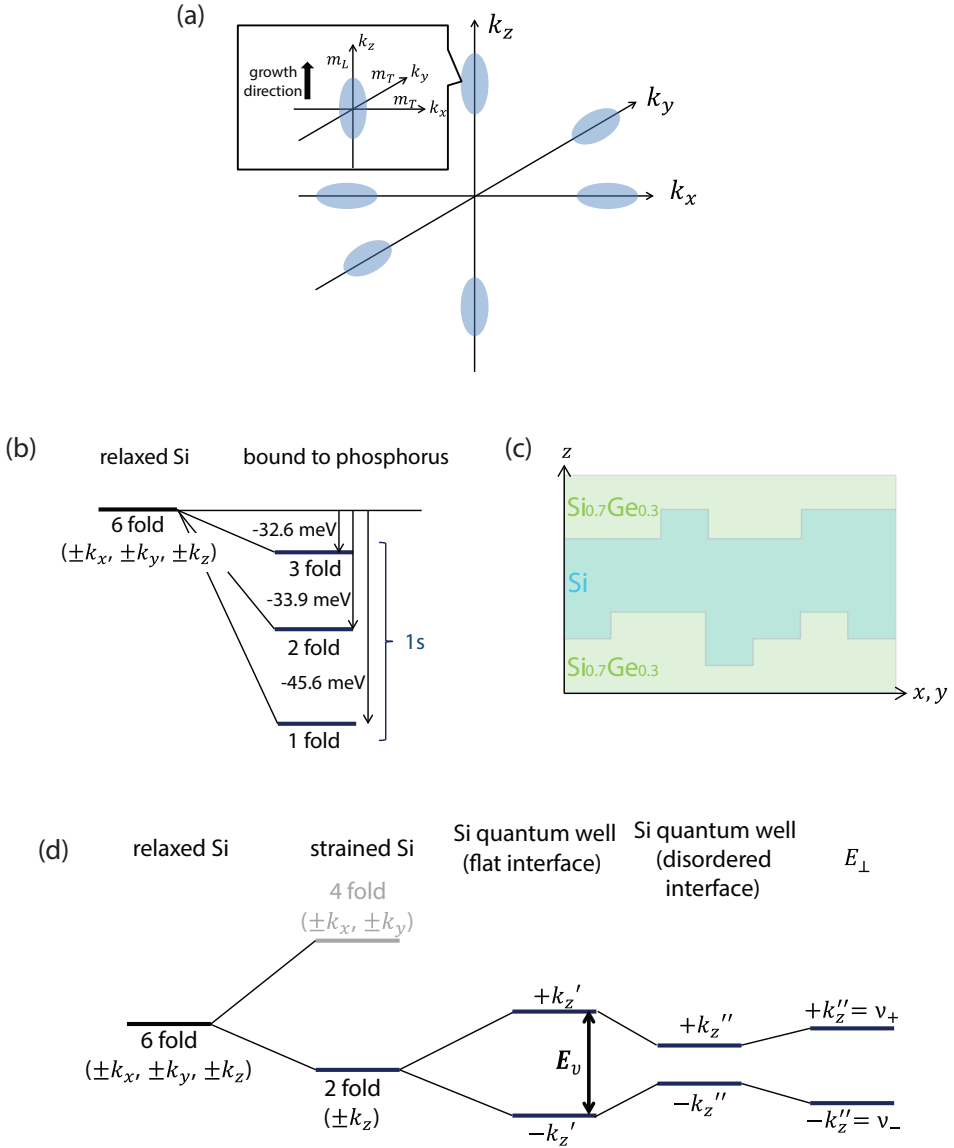 (a)
k_z
k_z
m_L
growth
direction
m_T
k_y
m_T
k_x
k_y
k_x
(b)
relaxed Si
bound to phosphorus
6 fold
(±k_x, ±k_y, ±k_z)
-32.6 meV
3 fold
-33.9 meV
2 fold
1s
-45.6 meV
1 fold
(c)
z
Si0.7Ge0.3
Si
Si0.7Ge0.3
x, y
(d)
relaxed Si
strained Si
Si quantum well
(flat interface)
Si quantum well
(disordered
interface)
E_⊥
4 fold
(±k_x, ±k_y)
6 fold
(±k_x, ±k_y, ±k_z)
2 fold
(±k_z)
+k_z'
E_v
-k_z'
+k_z''
-k_z''
+k_z''= ν_+
-k_z''= ν_-